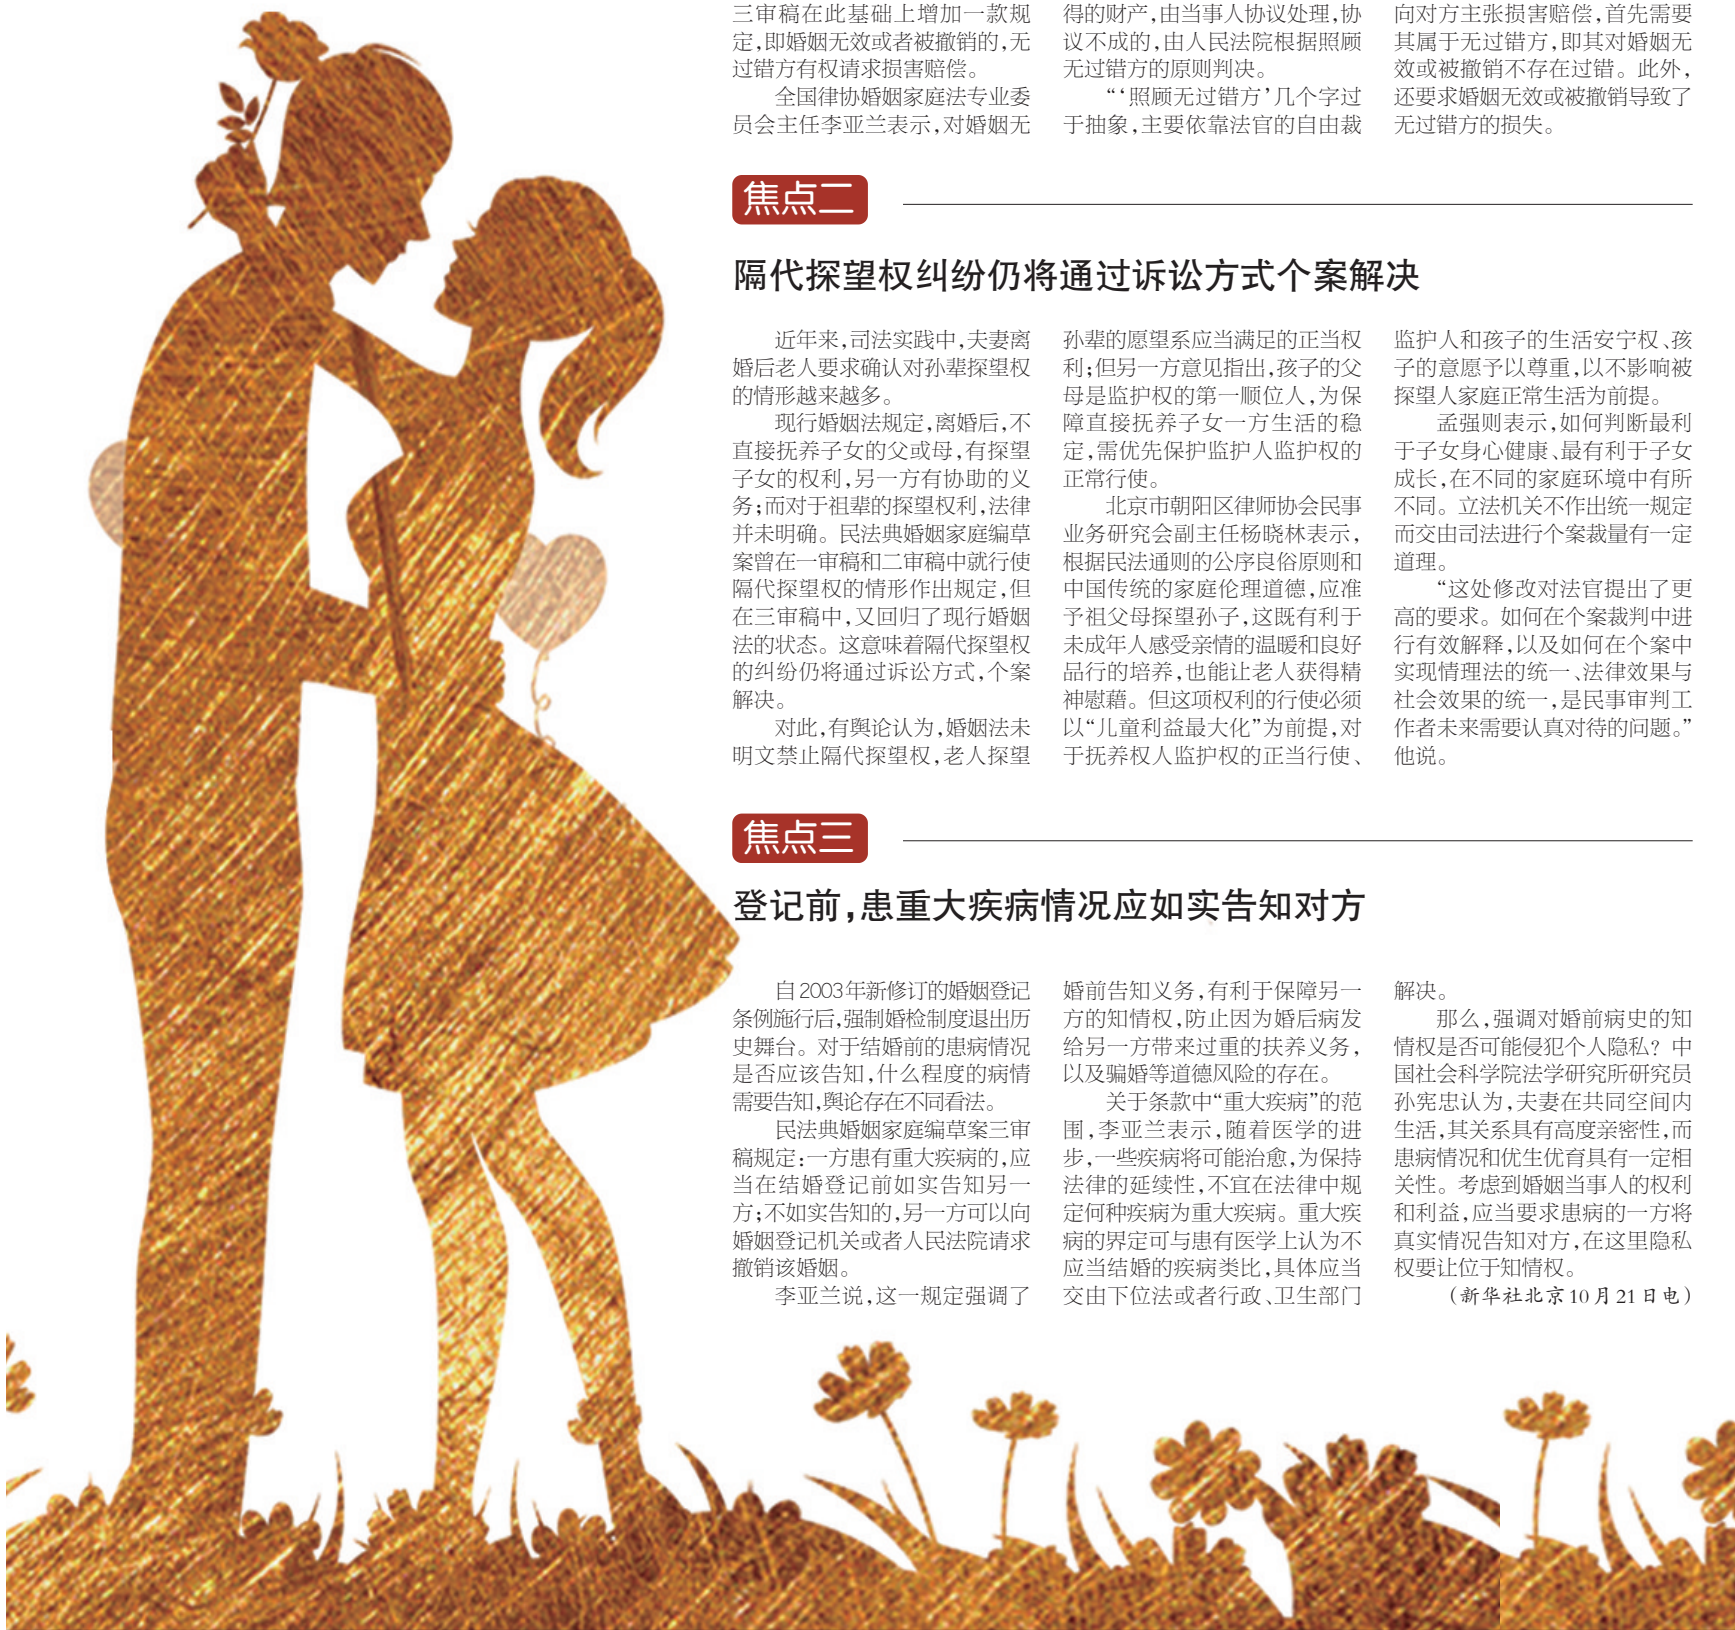 三审稿在此基础上增加一款规
定,即婚姻无效或者被撤销的,无
过错方有权请求损害赔偿。
全国律协婚姻家庭法专业委
员会主任李亚兰表示,对婚姻无
得的财产,由当事人协议处理,协
议不成的,由人民法院根据照顾
无过错方的原则判决。
“‘照顾无过错方’几个字过
于抽象,主要依靠法官的自由裁
向对方主张损害赔偿,首先需要
其属于无过错方,即其对婚姻无
效或被撤销不存在过错。此外,
还要求婚姻无效或被撤销导致了
无过错方的损失。
焦点二
隔代探望权纠纷仍将通过诉讼方式个案解决
近年来,司法实践中,夫妻离
婚后老人要求确认对孙辈探望权
的情形越来越多。
现行婚姻法规定,离婚后,不
直接抚养子女的父或母,有探望
子女的权利,另一方有协助的义
务;而对于祖辈的探望权利,法律
并未明确。民法典婚姻家庭编草
案曾在一审稿和二审稿中就行使
隔代探望权的情形作出规定,但
在三审稿中,又回归了现行婚姻
法的状态。这意味着隔代探望权
的纠纷仍将通过诉讼方式,个案
解决。
对此,有舆论认为,婚姻法未
明文禁止隔代探望权,老人探望
孙辈的愿望系应当满足的正当权
利;但另一方意见指出,孩子的父
母是监护权的第一顺位人,为保
障直接抚养子女一方生活的稳
定,需优先保护监护人监护权的
正常行使。
北京市朝阳区律师协会民事
业务研究会副主任杨晓林表示,
根据民法通则的公序良俗原则和
中国传统的家庭伦理道德,应准
予祖父母探望孙子,这既有利于
未成年人感受亲情的温暖和良好
品行的培养,也能让老人获得精
神慰藉。但这项权利的行使必须
以“儿童利益最大化”为前提,对
于抚养权人监护权的正当行使、
监护人和孩子的生活安宁权、孩
子的意愿予以尊重,以不影响被
探望人家庭正常生活为前提。
孟强则表示,如何判断最利
于子女身心健康、最有利于子女
成长,在不同的家庭环境中有所
不同。立法机关不作出统一规定
而交由司法进行个案裁量有一定
道理。
“这处修改对法官提出了更
高的要求。如何在个案裁判中进
行有效解释,以及如何在个案中
实现情理法的统一、法律效果与
社会效果的统一,是民事审判工
作者未来需要认真对待的问题。”
他说。
焦点三
登记前,患重大疾病情况应如实告知对方
自2003年新修订的婚姻登记
条例施行后,强制婚检制度退出历
史舞台。对于结婚前的患病情况
是否应该告知,什么程度的病情
需要告知,舆论存在不同看法。
民法典婚姻家庭编草案三审
稿规定:一方患有重大疾病的,应
当在结婚登记前如实告知另一
方;不如实告知的,另一方可以向
婚姻登记机关或者人民法院请求
撤销该婚姻。
李亚兰说,这一规定强调了
婚前告知义务,有利于保障另一
方的知情权,防止因为婚后病发
给另一方带来过重的扶养义务,
以及骗婚等道德风险的存在。
关于条款中“重大疾病”的范
围,李亚兰表示,随着医学的进
步,一些疾病将可能治愈,为保持
法律的延续性,不宜在法律中规
定何种疾病为重大疾病。重大疾
病的界定可与患有医学上认为不
应当结婚的疾病类比,具体应当
交由下位法或者行政、卫生部门
解决。
那么,强调对婚前病史的知
情权是否可能侵犯个人隐私？中
国社会科学院法学研究所研究员
孙宪忠认为,夫妻在共同空间内
生活,其关系具有高度亲密性,而
患病情况和优生优育具有一定相
关性。考虑到婚姻当事人的权利
和利益,应当要求患病的一方将
真实情况告知对方,在这里隐私
权要让位于知情权。
(新华社北京10月21日电)